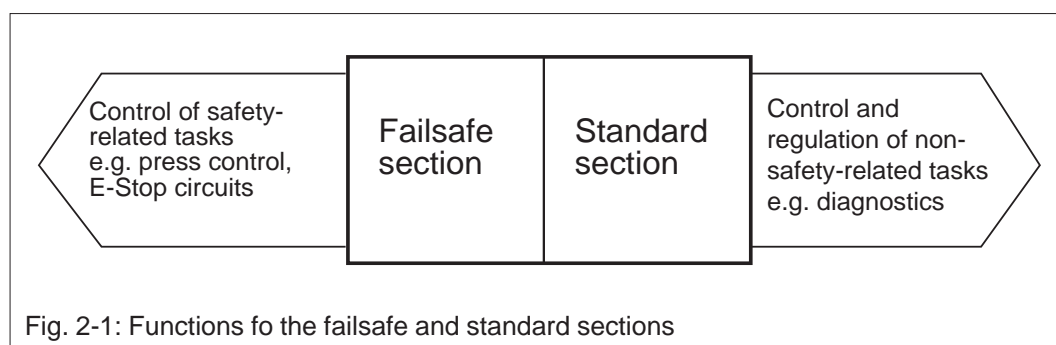 Control of safety-
related tasks
e.g. press control,
E-Stop circuits
Failsafe
section
Standard
section
Control and
regulation of non-
safety-related tasks
e.g. diagnostics
Fig. 2-1: Functions fo the failsafe and standard sections